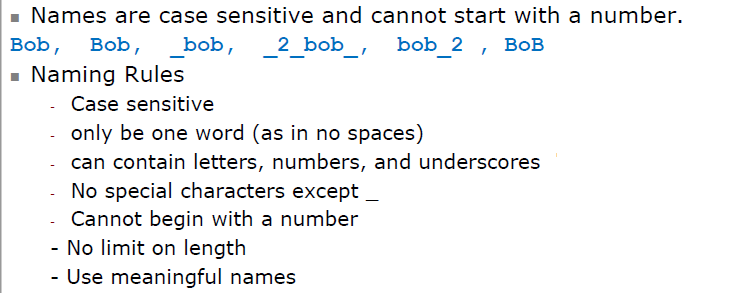 ▪ Names are case sensitive and cannot start with a number.
Bob, Bob, _bob, _2_bob_, bob_2 , BoB
▪ Naming Rules
- Case sensitive
- only be one word (as in no spaces)
- can contain letters, numbers, and underscores
- No special characters except _
- Cannot begin with a number
- No limit on length
- Use meaningful names